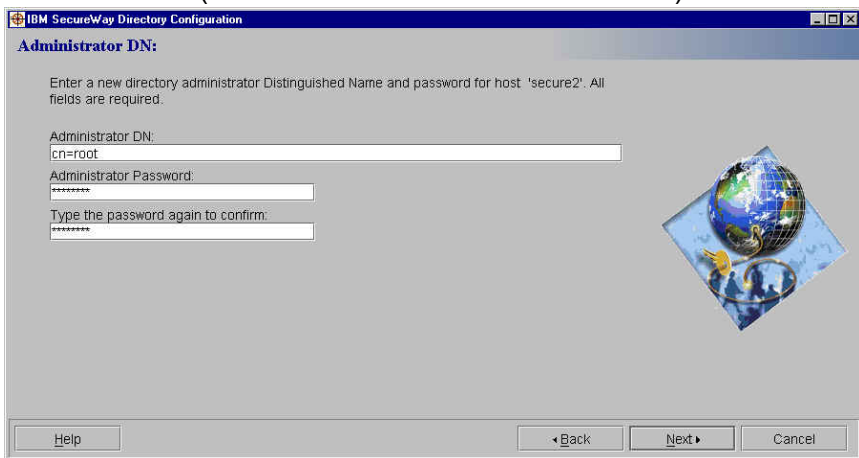 IBM SecureWay Directory Configuration
Administrator DN:
Enter a new directory administrator Distinguished Name and password for host 'secure2'. All
fields are required.
Administrator DN:
cn=root
Administrator Password:
********
Type the password again to confirm:
********
Help
Back
Next
Cancel